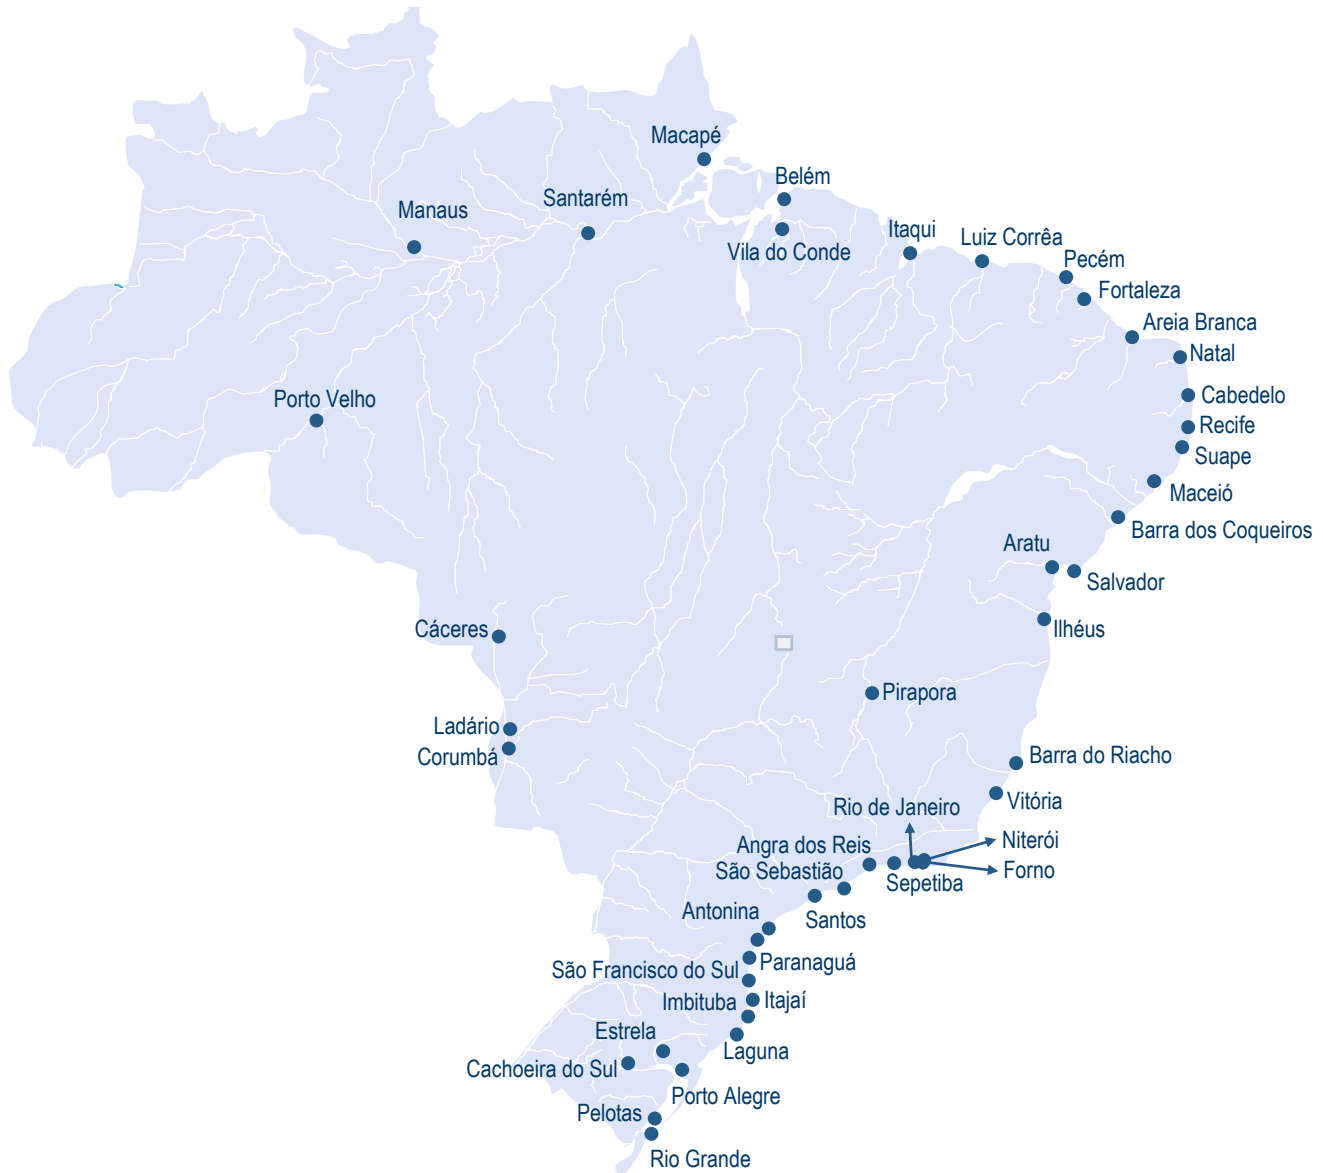 Macapé
Belém
Santarém
Manaus
Itaqui
Luiz Corrêa
Vila do Conde
Pecém
Fortaleza
Areia Branca
Natal
Cabedelo
Porto Velho
Recife
Suape
Maceió
Barra dos Coqueiros
Aratu
Salvador
Cáceres
Ilhéus
Pirapora
Ladário
Corumbá
Barra do Riacho
Vitória
Rio de Janeiro
Niterói
Angra dos Reis
Forno
São Sebastião
Sepetiba
Antonina
Santos
Paranaguá
São Francisco do Sul
Imbituba
Itajaí
Estrela
Laguna
Cachoeira do Sul
Porto Alegre
Pelotas
Rio Grande